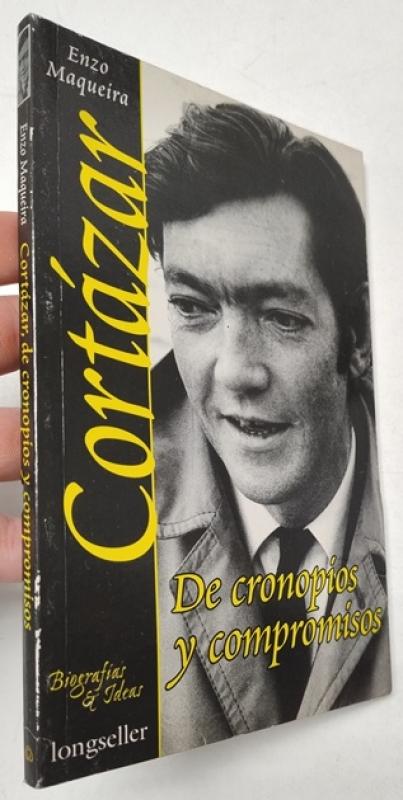 Enzo
Maqueira
Cortázar
De cronopios
y compromisos
Biografías
& Ideas
longseller
Enzo Maqueira Cortázar, de cronopios y compromisos